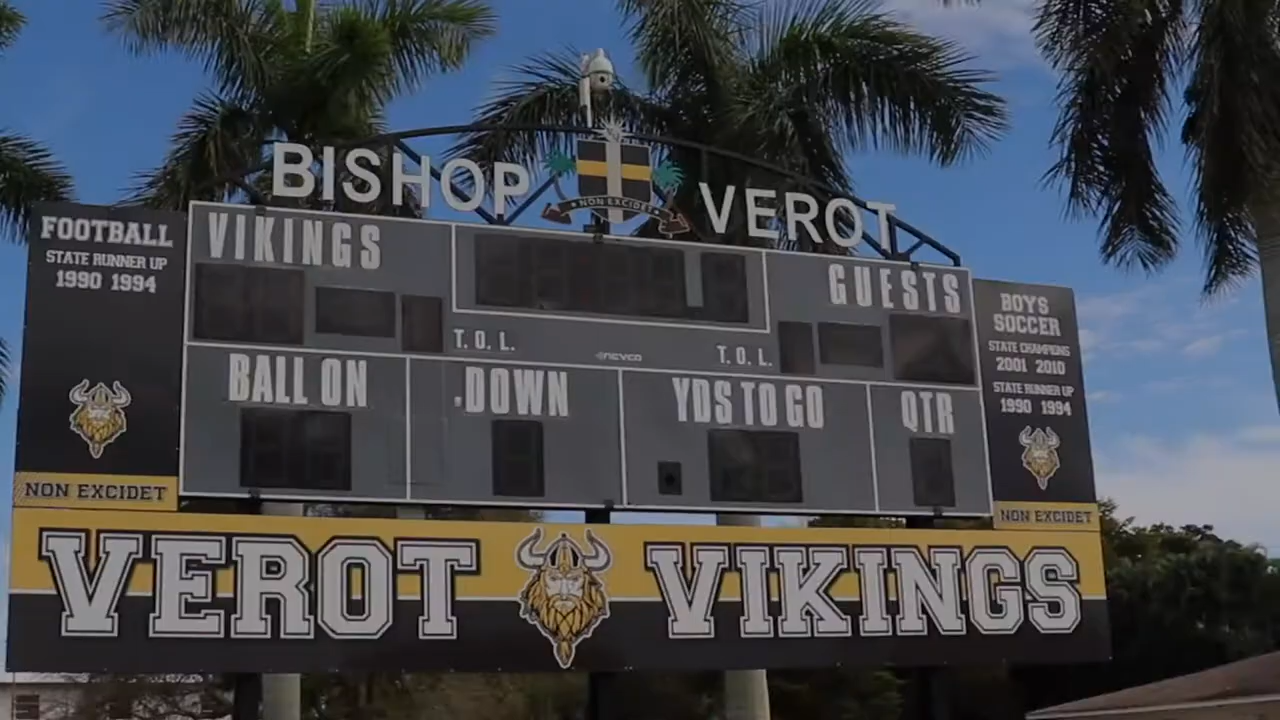 BISHOP VEROT
NON EXCIDET
FOOTBALL
STATE RUNNER UP
1990 1994
NON EXCIDET
VIKINGS
GUESTS
T. O. L.
NEVCO
T. O. L.
BALL ON
DOWN
YDS TO GO
QTR
BOYS
SOCCER
STATE CHAMPIONS
2001 2010
STATE RUNNER UP
1990 1994
NON EXCIDET
VEROT VIKINGS